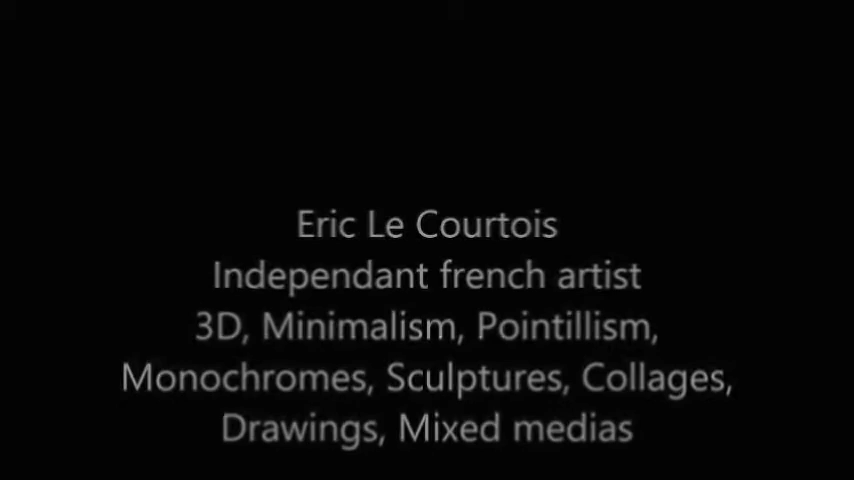 Eric Le Courtois
Independant french artist
3D, Minimalism, Pointillism,
Monochromes, Sculptures, Collages,
Drawings, Mixed medias